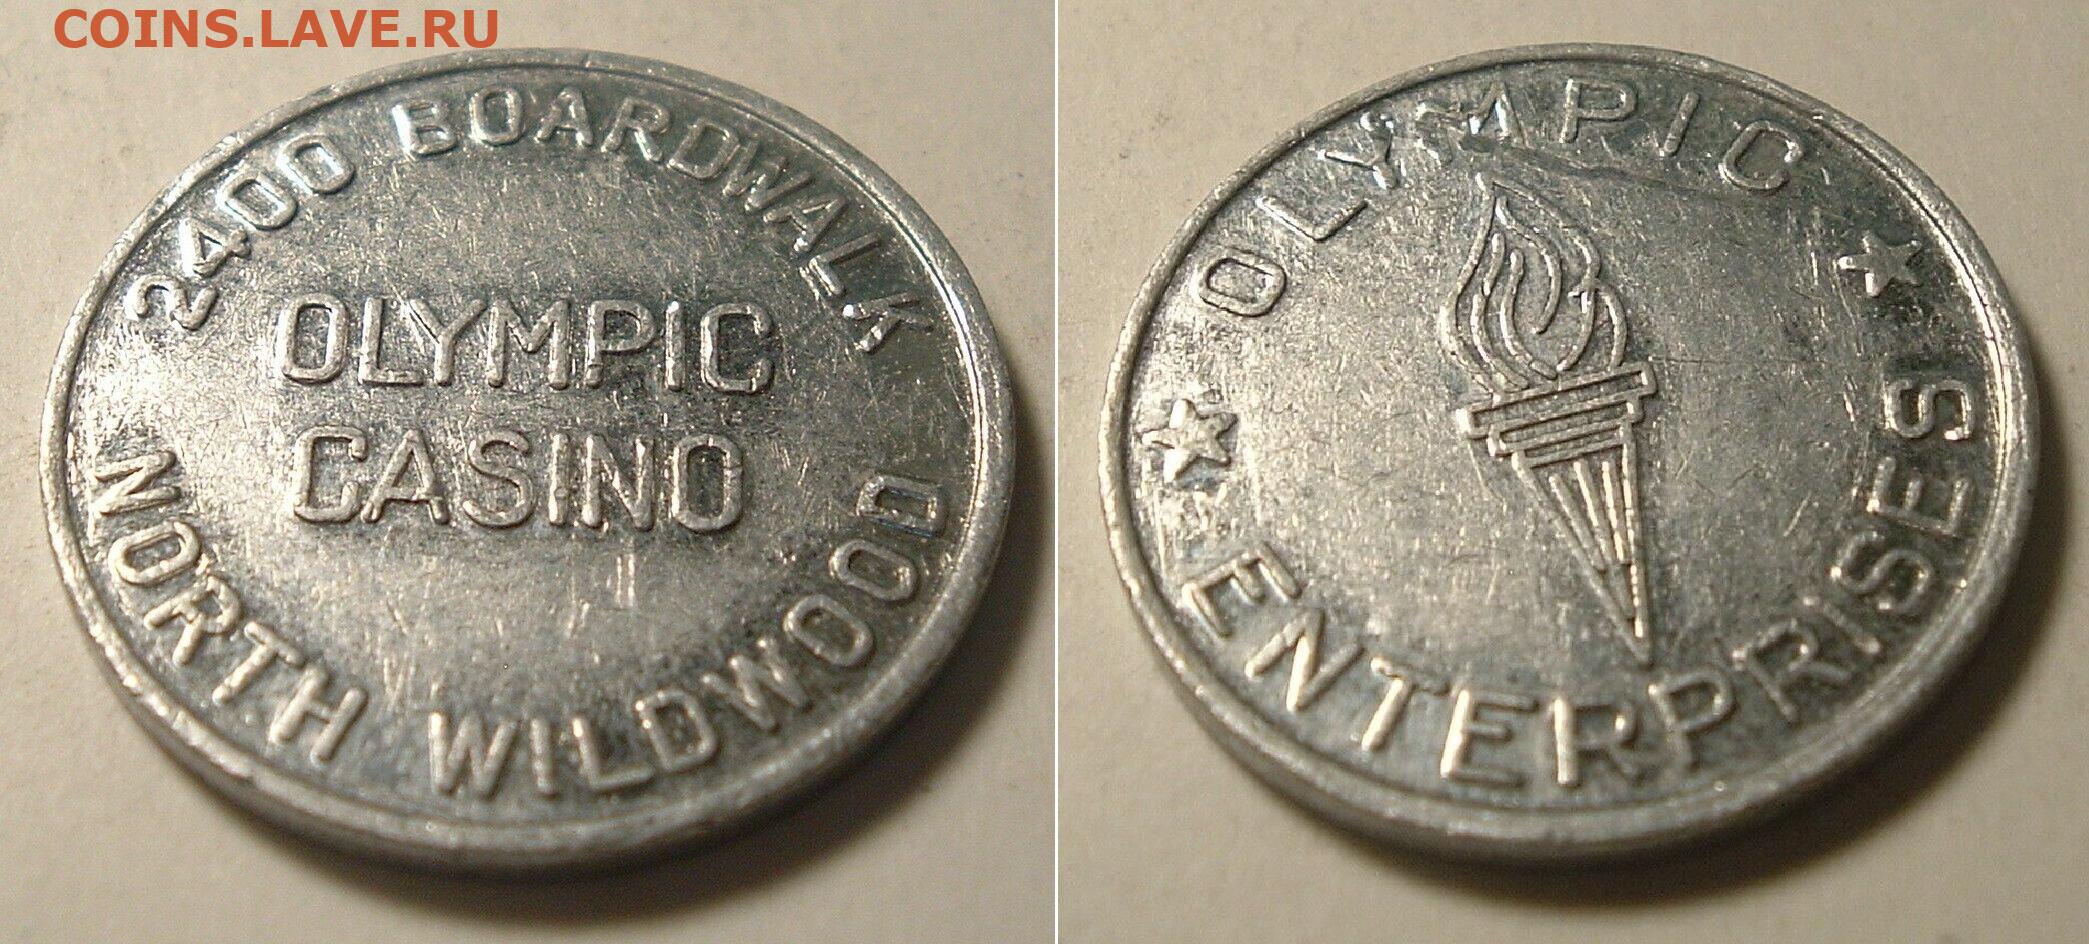 COINS.LAVE.RU
2400 BOARDWALK
OLYMPIC
CASINO
NORTH WILDWOOD
OLYMPIC
ENTERPRISES